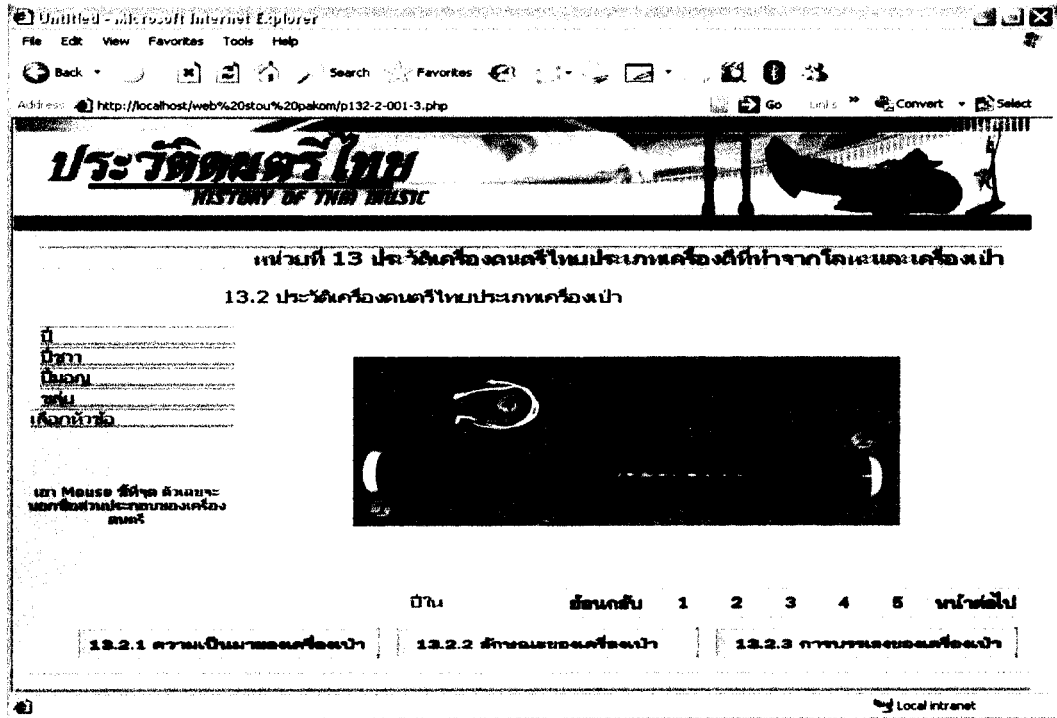 Untitled - Microsoft Internet Explorer
File Edit View Favorites Tools Help
Back Search Favorites
Address http://localhost/web%20stou%20pakom/p132-2-001-3.php Go Links » Convert Select
ประวัติดนตรีไทย
HISTORY OF THAI MUSIC
หน่วยที่ 13 ประวัติเครื่องดนตรีไทยประเภทเครื่องตีที่ทำจากโลหะและเครื่องเป่า
13.2 ประวัติเครื่องดนตรีไทยประเภทเครื่องเป่า
ปี่
ปี่ชวา
ปี่มอญ
ขลุ่ย
เลือกหัวข้อ
เอา Mouse ชี้ที่จุด ตัวเลขจะ
บอกชื่อส่วนประกอบของเครื่อง
ดนตรี
ปี่ใน ย้อนกลับ 1 2 3 4 5 หน้าต่อไป
13.2.1 ความเป็นมาของเครื่องเป่า 13.2.2 ลักษณะของเครื่องเป่า 13.2.3 การบรรเลงของเครื่องเป่า
Local intranet